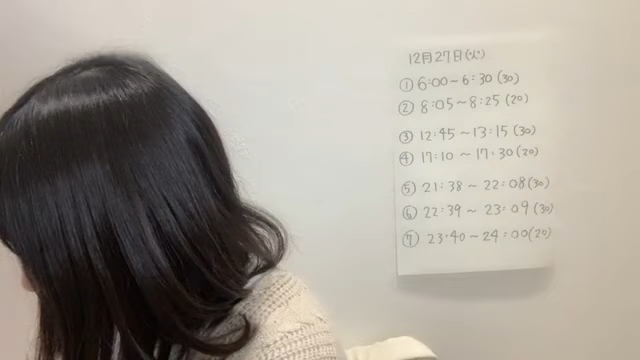 12月27日(火)
① 6:00～6:30 (30)
② 8:05～8:25 (20)
③ 12:45～13:15 (30)
④ 17:10～17:30 (20)
⑤ 21:38～22:08 (30)
⑥ 22:39～23:09 (30)
⑦ 23:40～24:00 (20)